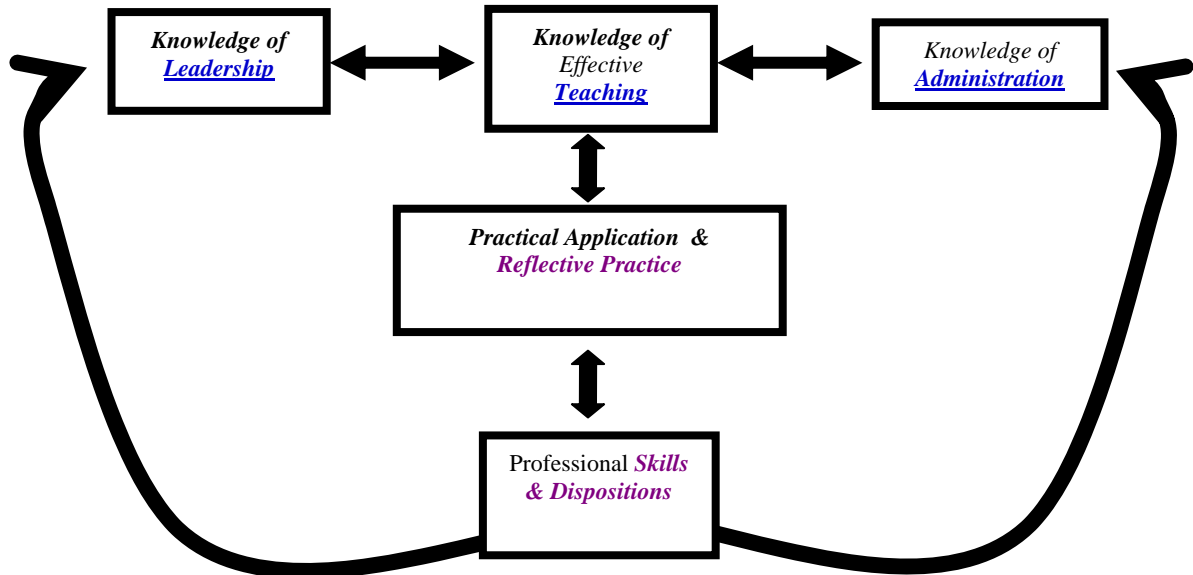 Knowledge of
Leadership
Knowledge of
Effective
Teaching
Knowledge of
Administration
Practical Application &
Reflective Practice
Professional Skills
& Dispositions